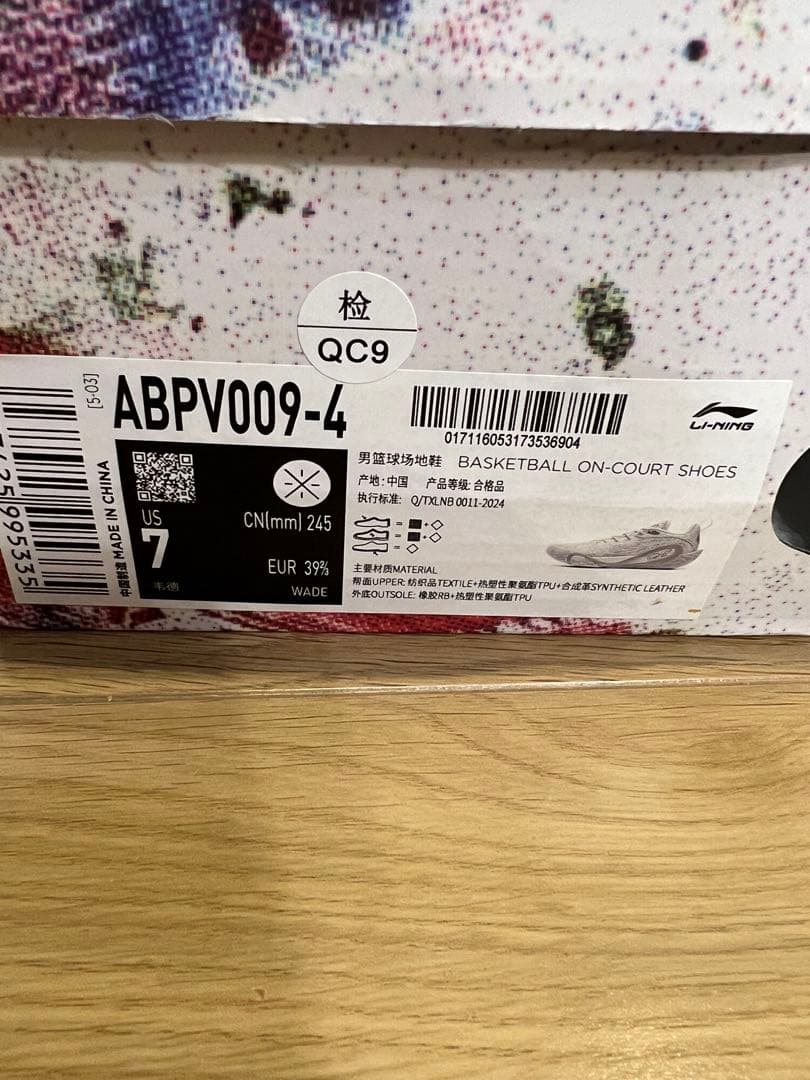 检
QC9
[5-03]
ABPV009-4
017116053173536904
LI-NING
中国制造 MADE IN CHINA
US
7
韦德
CN(mm) 245
EUR 39⅔
WADE
男篮球场地鞋 BASKETBALL ON-COURT SHOES
产地: 中国 产品等级: 合格品
执行标准: Q/TXLNB 0011-2024
主要材质MATERIAL
帮面UPPER: 纺织品TEXTILE+热塑性聚氨酯TPU+合成革SYNTHETIC LEATHER
外底OUTSOLE: 橡胶RB+热塑性聚氨酯TPU